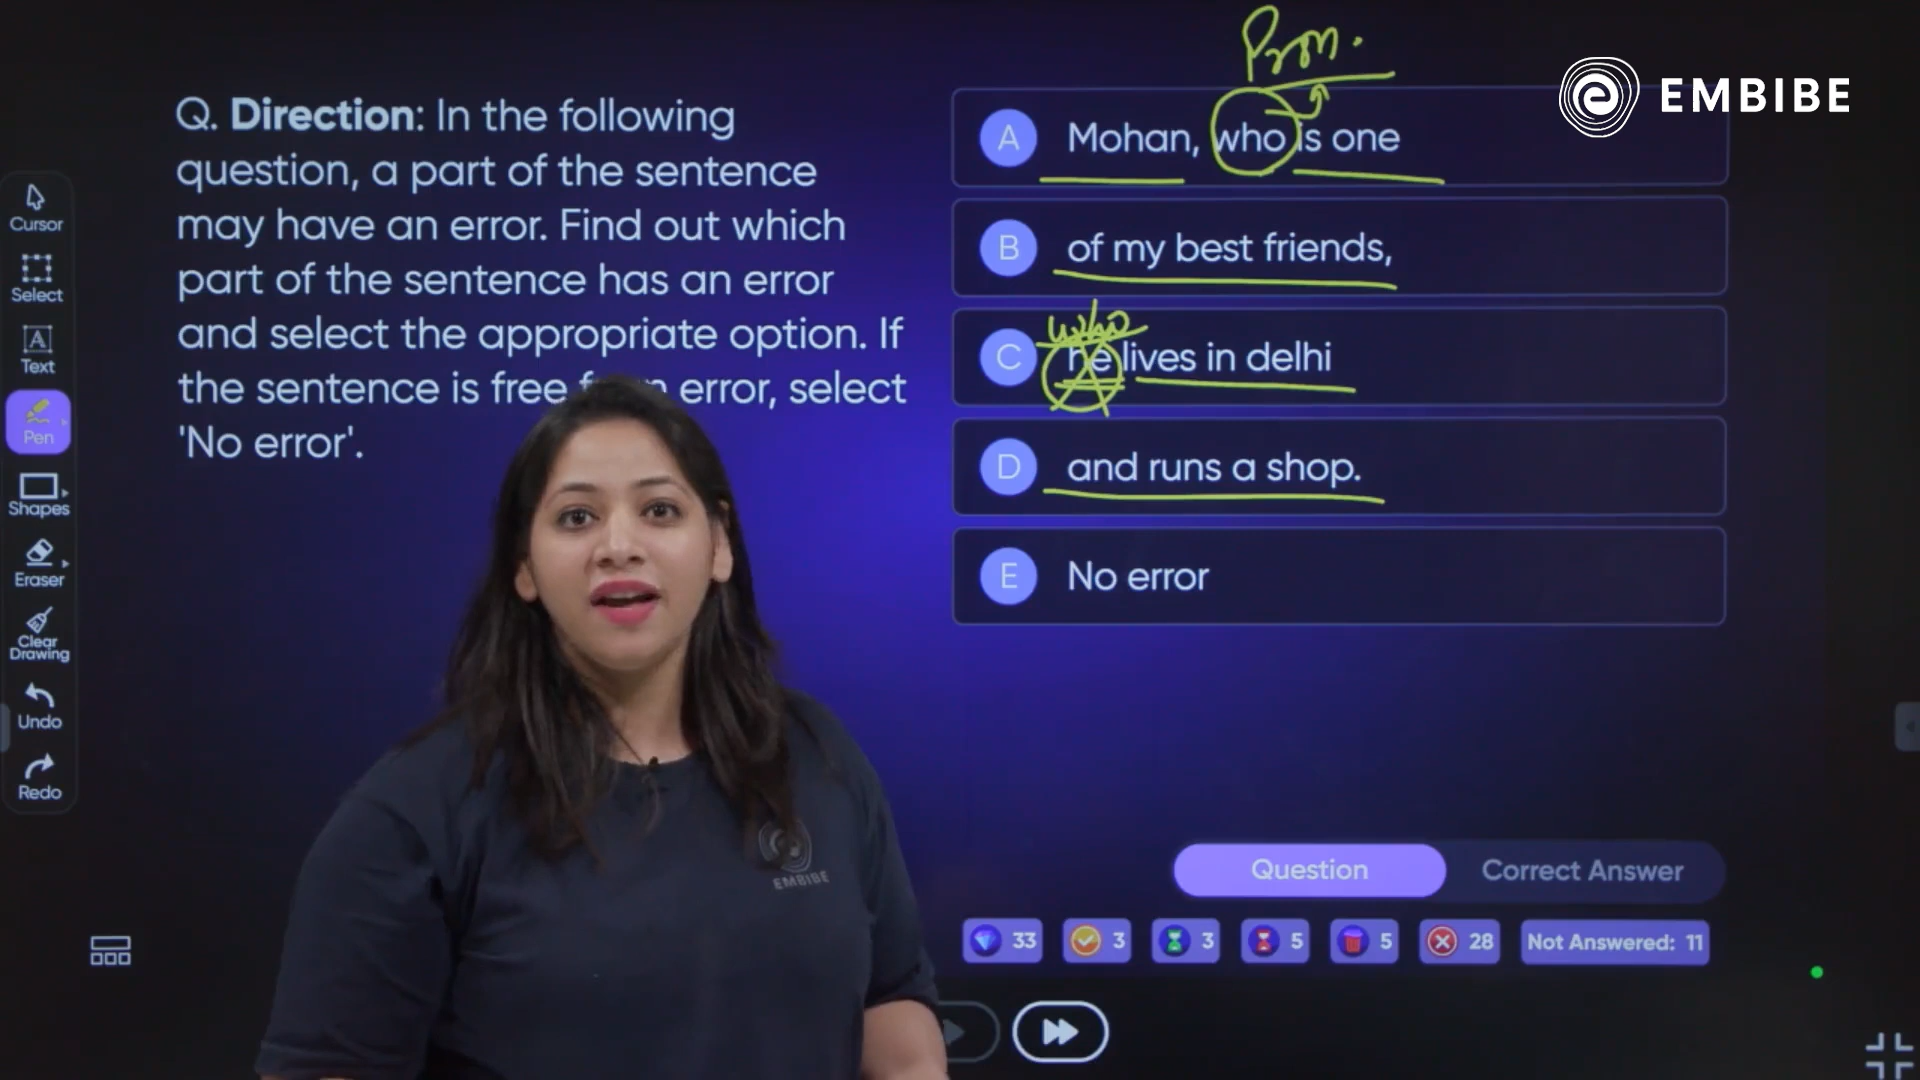 Pron.
EMBIBE
Q. Direction: In the following
question, a part of the sentence
may have an error. Find out which
part of the sentence has an error
and select the appropriate option. If
the sentence is free error, select
'No error'.
A Mohan, who is one
B of my best friends,
who
C he lives in delhi
D and runs a shop.
E No error
Cursor
Select
Text
Pen
Shapes
Eraser
Clear
Drawing
Undo
Redo
EMBIBE
Question Correct Answer
33 3 3 5 5 28 Not Answered: 11